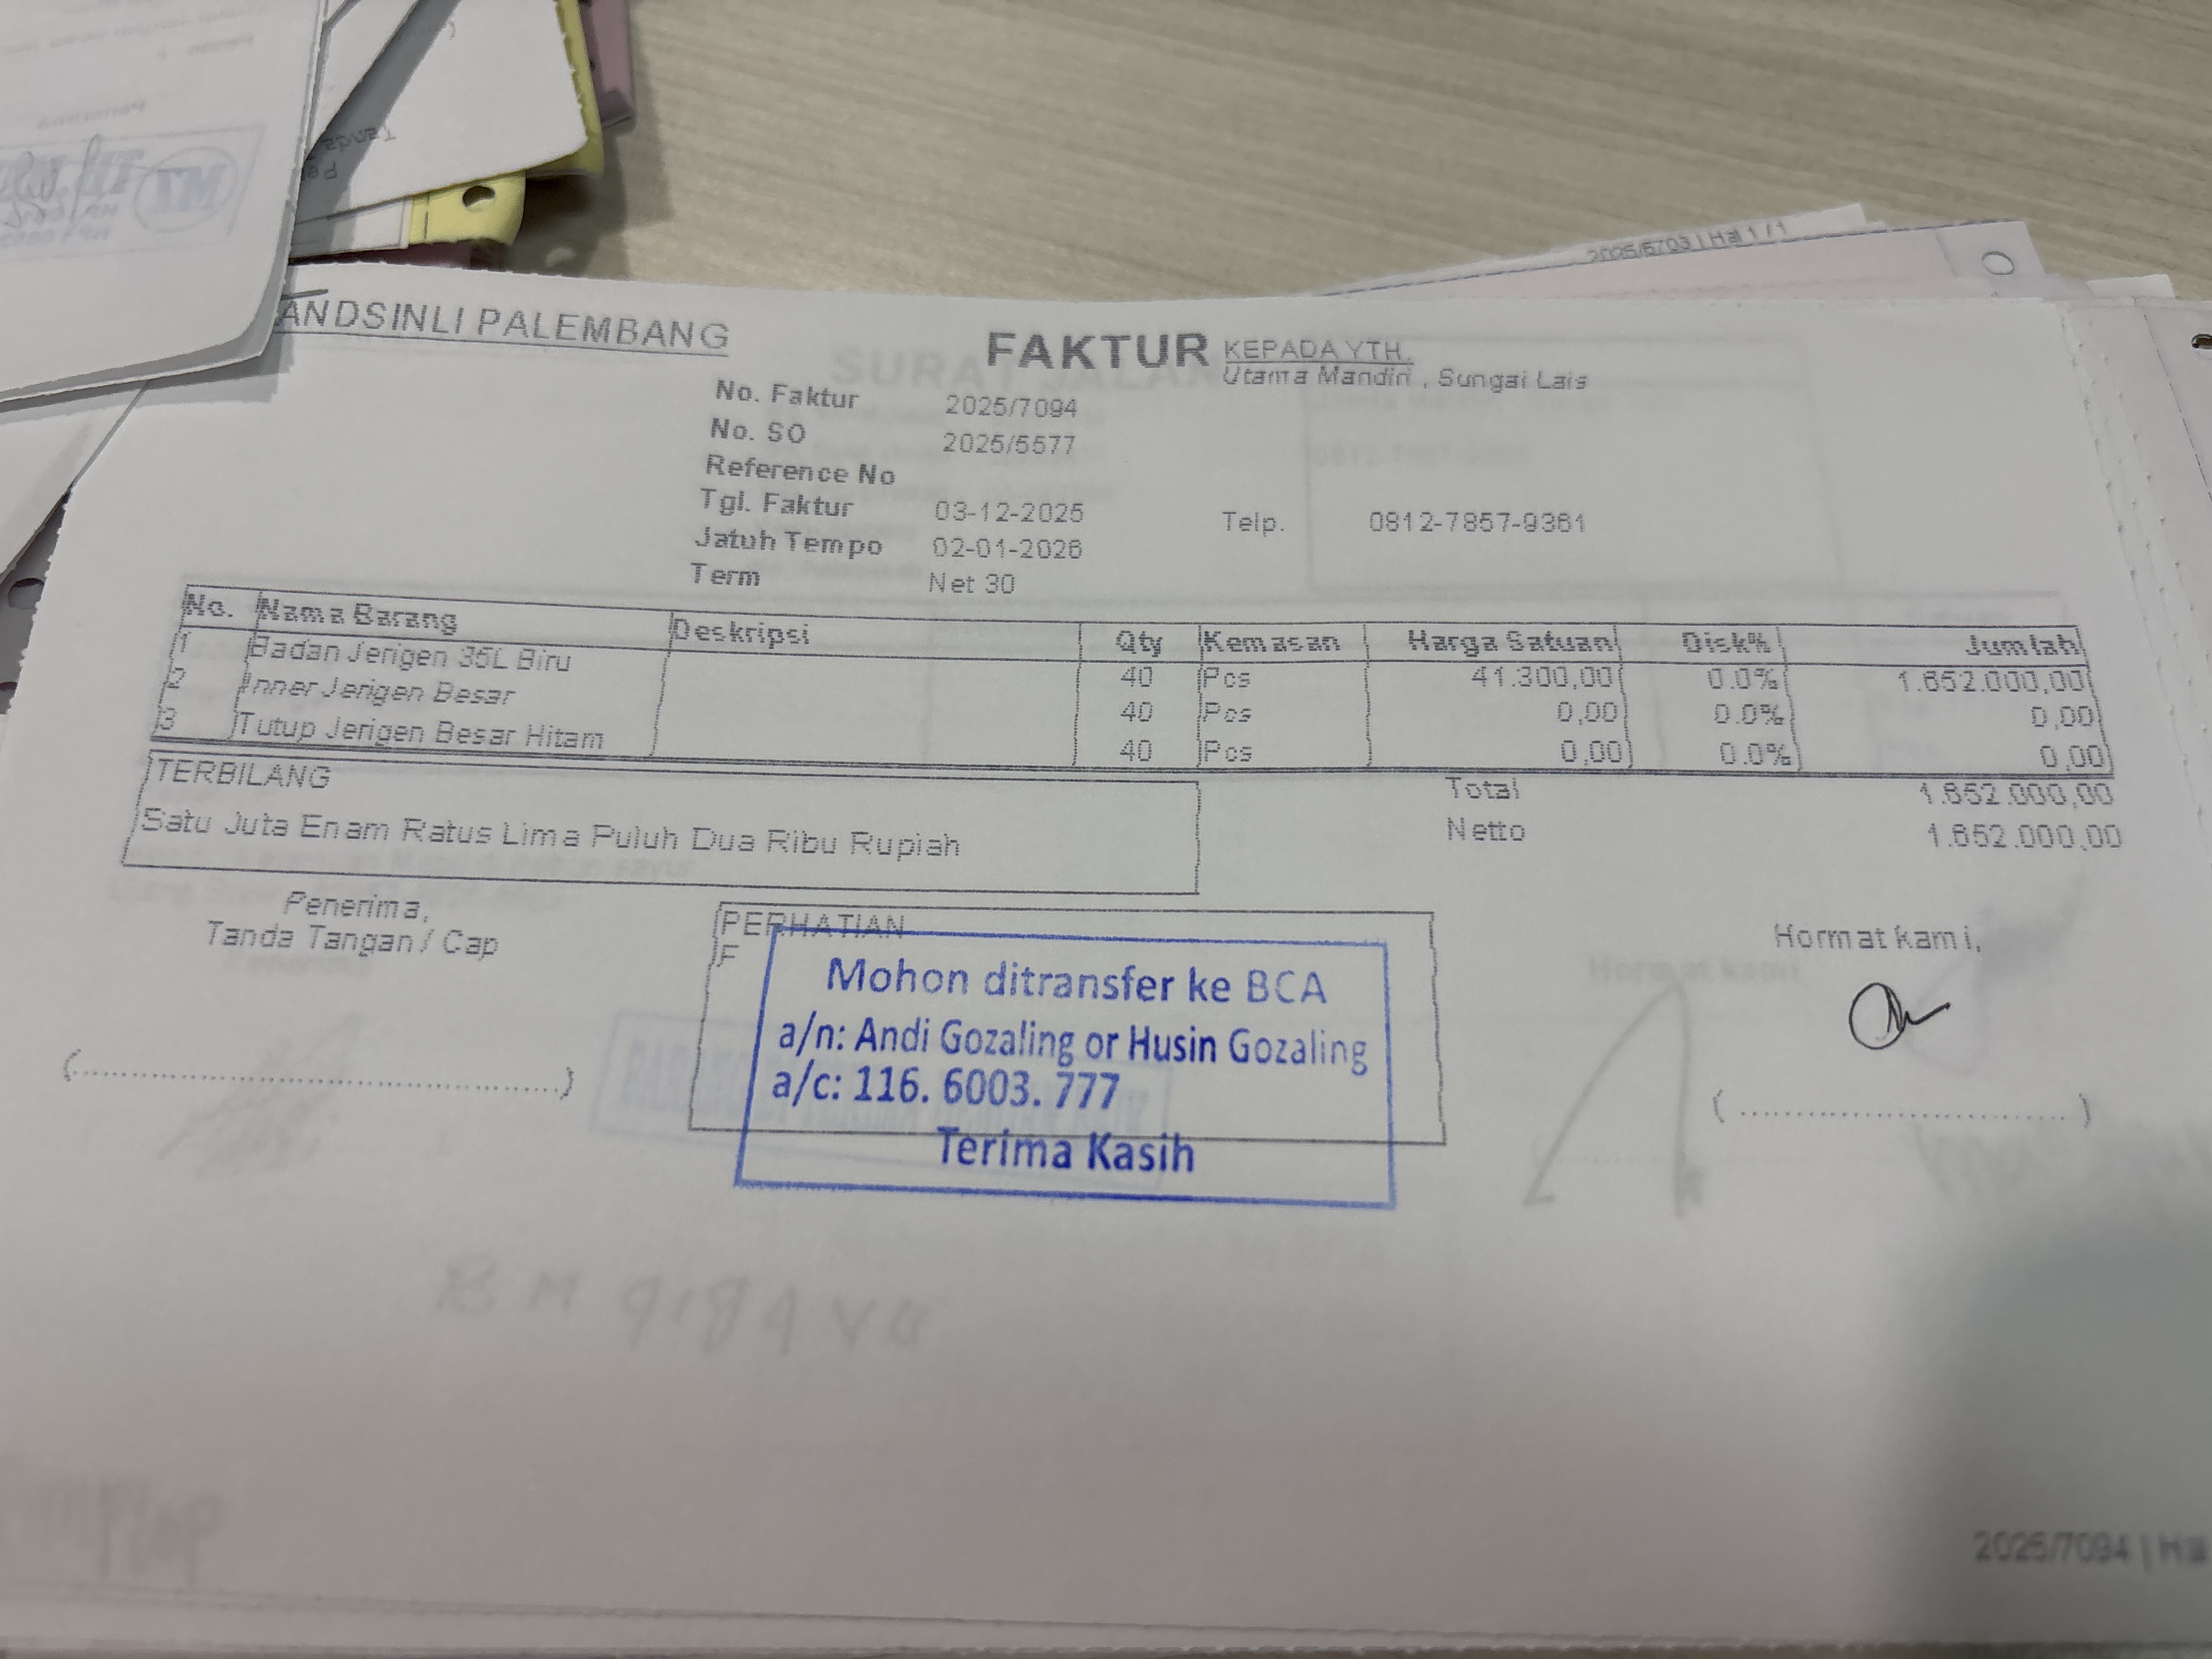 ANDSINLI PALEMBANG
FAKTUR
KEPADA YTH.
Utama Mandiri , Sungai Lais
No. Faktur 2025/7094
No. SO 2025/5577
Reference No
Tgl. Faktur 03-12-2025
Telp. 0812-7857-9361
Jatuh Tempo 02-01-2026
Term Net 30
No. Nama Barang Deskripsi Qty Kemasan Harga Satuan Disk% Jumlah
1 Badan Jerigen 35L Biru 40 Pcs 41.300,00 0.0% 1.652.000,00
2 Inner Jerigen Besar 40 Pcs 0,00 0.0% 0,00
3 Tutup Jerigen Besar Hitam 40 Pcs 0,00 0.0% 0,00
TERBILANG
Satu Juta Enam Ratus Lima Puluh Dua Ribu Rupiah
Total 1.652.000,00
Netto 1.652.000,00
Penerima,
Tanda Tangan / Cap
PERHATIAN
F
Mohon ditransfer ke BCA
a/n: Andi Gozaling or Husin Gozaling
a/c: 116. 6003. 777
Terima Kasih
Hormat kami,
2025/7094 | Hal
2025/6703 | Hal 1 / 1